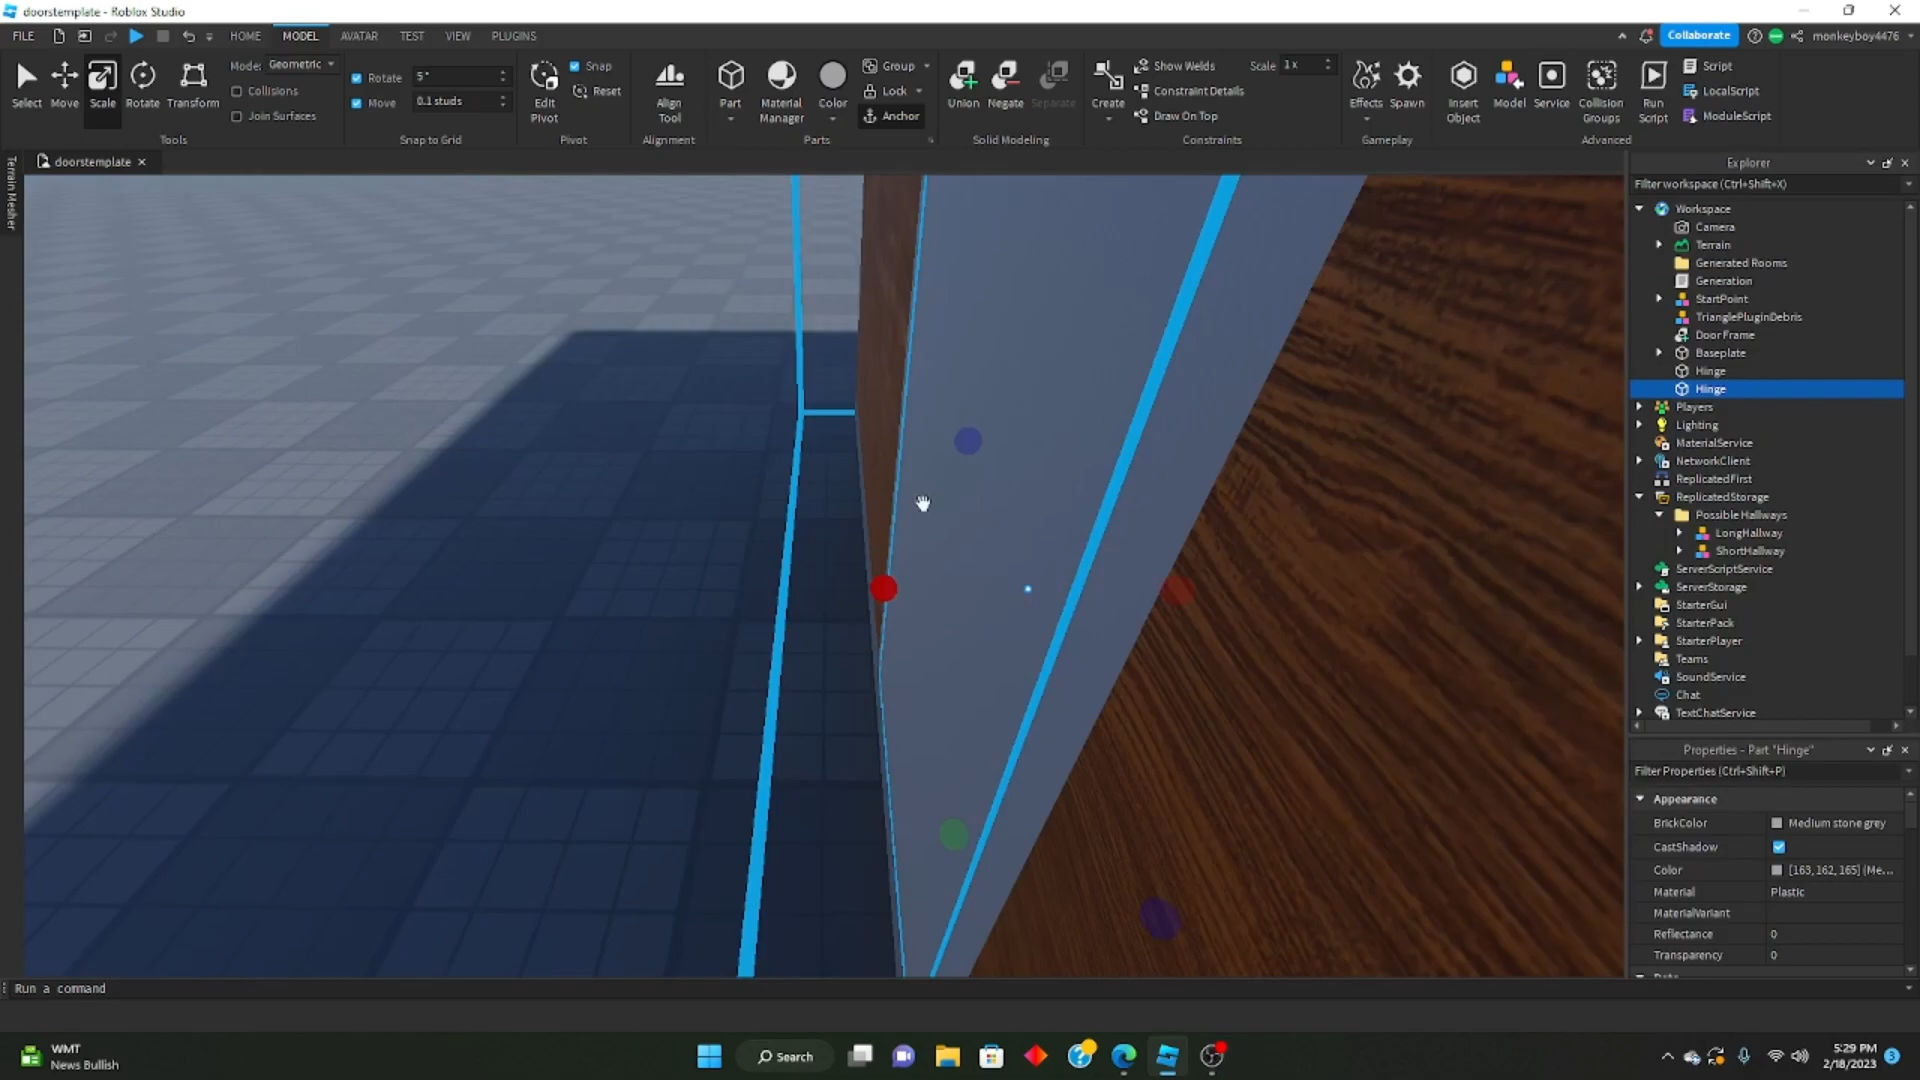 doorstemplate - Roblox Studio
FILE HOME MODEL AVATAR TEST VIEW PLUGINS Collaborate monkeyboy4476
Select Move Scale Rotate Transform
Mode: Geometric
Collisions
Join Surfaces
Tools
Rotate 5°
Move 0.1 studs
Snap to Grid
Edit Pivot
Snap
Reset
Pivot
Align Tool
Alignment
Part
Material Manager
Color
Group
Lock
Anchor
Parts
Union Negate Separate
Solid Modeling
Create
Show Welds
Constraint Details
Draw On Top
Scale 1 x
Constraints
Effects Spawn
Gameplay
Insert Object
Model
Service
Collision Groups
Run Script
Script
LocalScript
ModuleScript
Advanced
doorstemplate
Terrain Mesher
Explorer
Filter workspace (Ctrl+Shift+X)
Workspace
Camera
Terrain
Generated Rooms
Generation
StartPoint
TrianglePluginDebris
Door Frame
Baseplate
Hinge
Hinge
Players
Lighting
MaterialService
NetworkClient
ReplicatedFirst
ReplicatedStorage
Possible Hallways
LongHallway
ShortHallway
ServerScriptService
ServerStorage
StarterGui
StarterPack
StarterPlayer
Teams
SoundService
Chat
TextChatService
Properties - Part "Hinge"
Filter Properties (Ctrl+Shift+P)
Appearance
BrickColor Medium stone grey
CastShadow
Color [163, 162, 165] (Me...
Material Plastic
MaterialVariant
Reflectance 0
Transparency 0
Run a command
WMT
News Bullish
Search
5:29 PM
2/18/2023
3